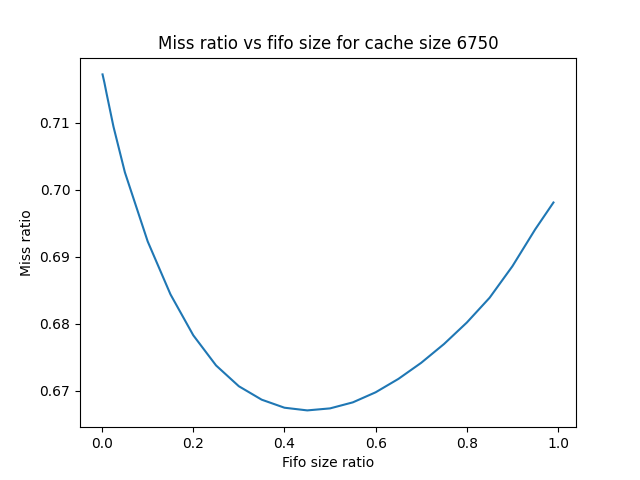 Miss ratio vs fifo size for cache size 6750
0.71
0.70
0.69
0.68
0.67
Miss ratio
0.0 0.2 0.4 0.6 0.8 1.0
Fifo size ratio